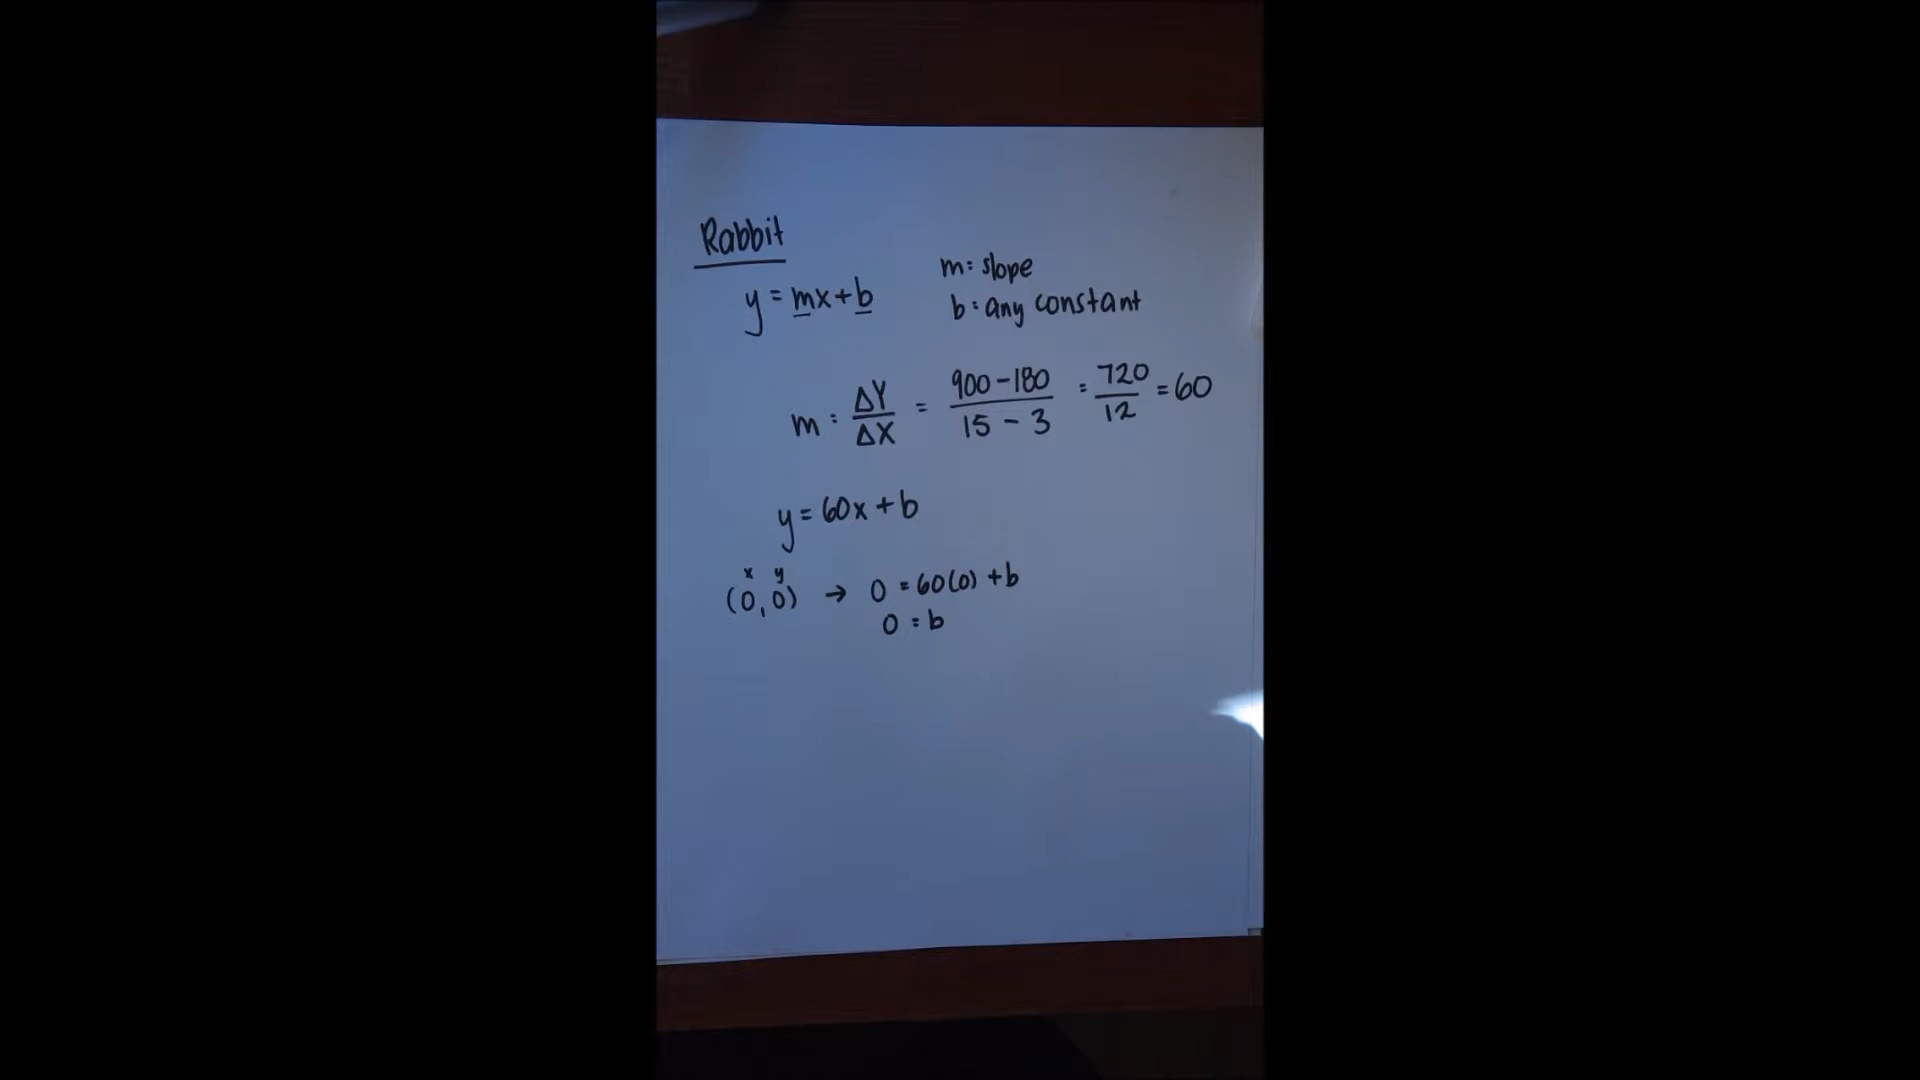 Rabbit
m: slope
y = mx + b
b: any constant
m: ΔY/ΔX = 900 - 180/15 - 3 = 720/12 = 60
y = 60x + b
x y
(0, 0) → 0 = 60(0) + b
0 = b